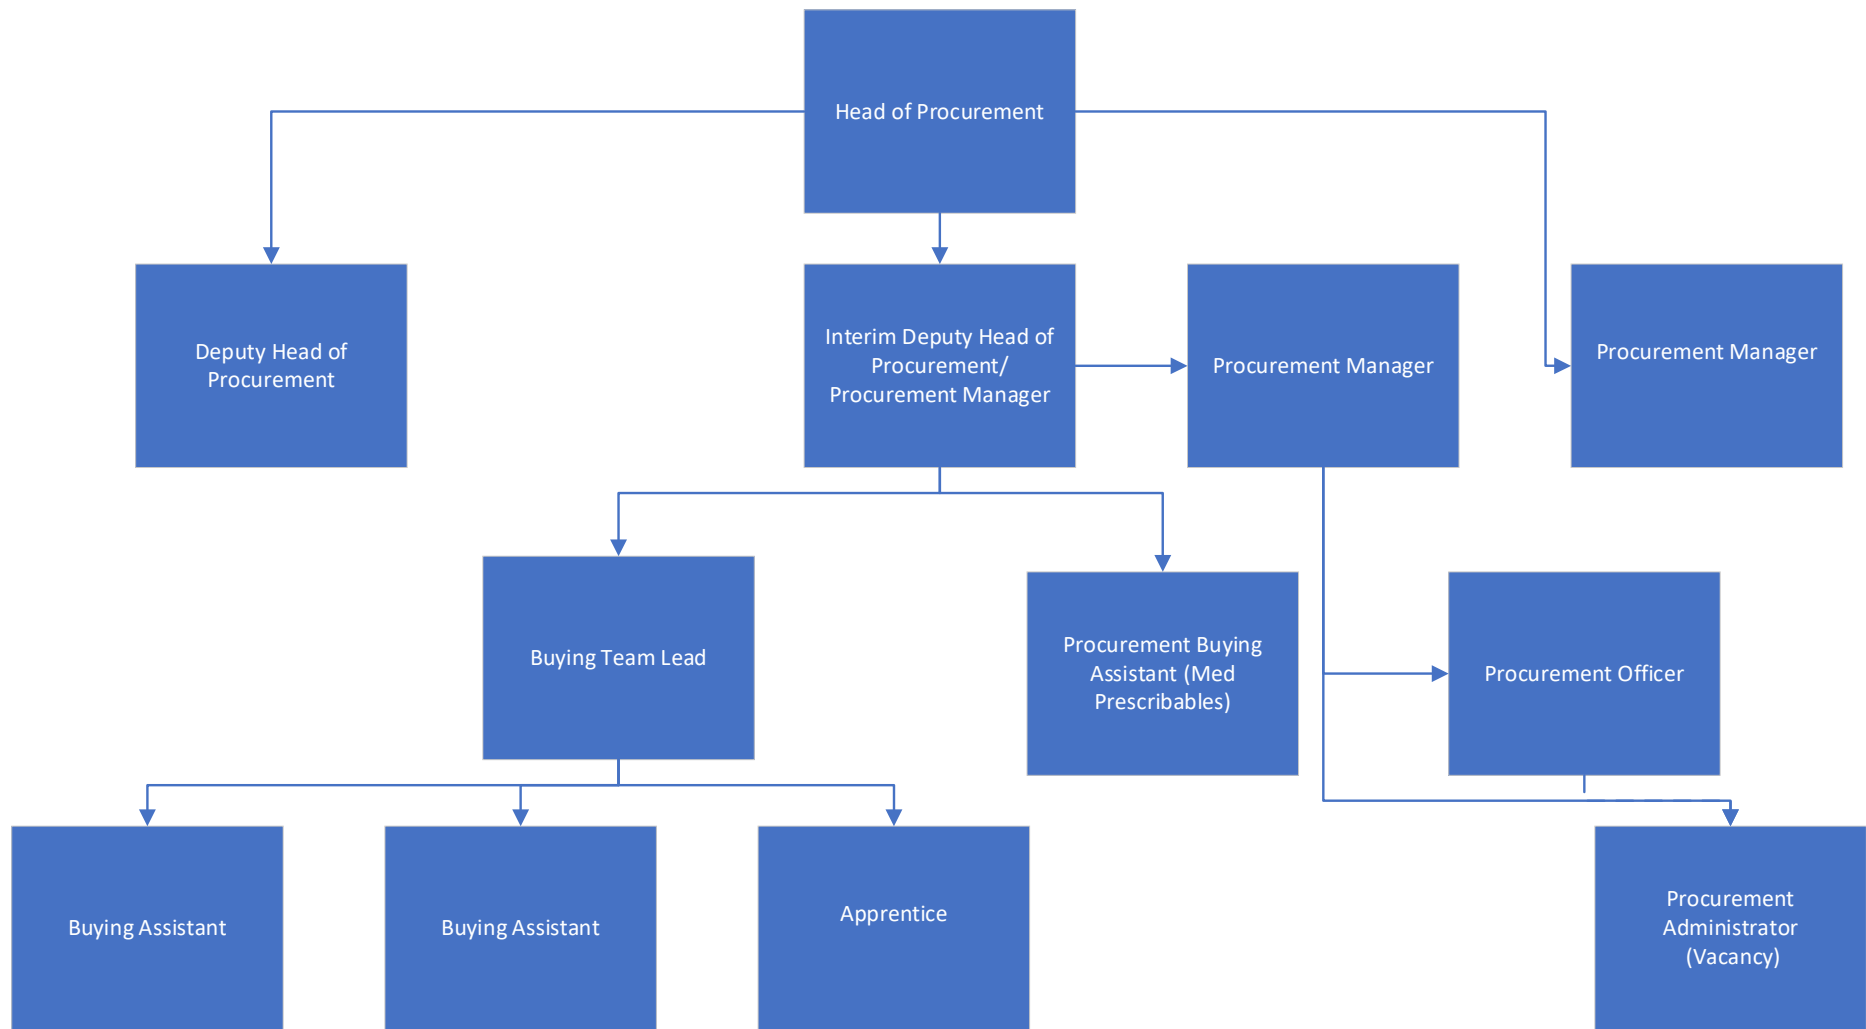 Head of Procurement
Deputy Head of
Procurement
Interim Deputy Head of
Procurement/
Procurement Manager
Procurement Manager
Procurement Manager
Buying Team Lead
Procurement Buying
Assistant (Med
Prescribables)
Procurement Officer
Buying Assistant
Buying Assistant
Apprentice
Procurement
Administrator
(Vacancy)